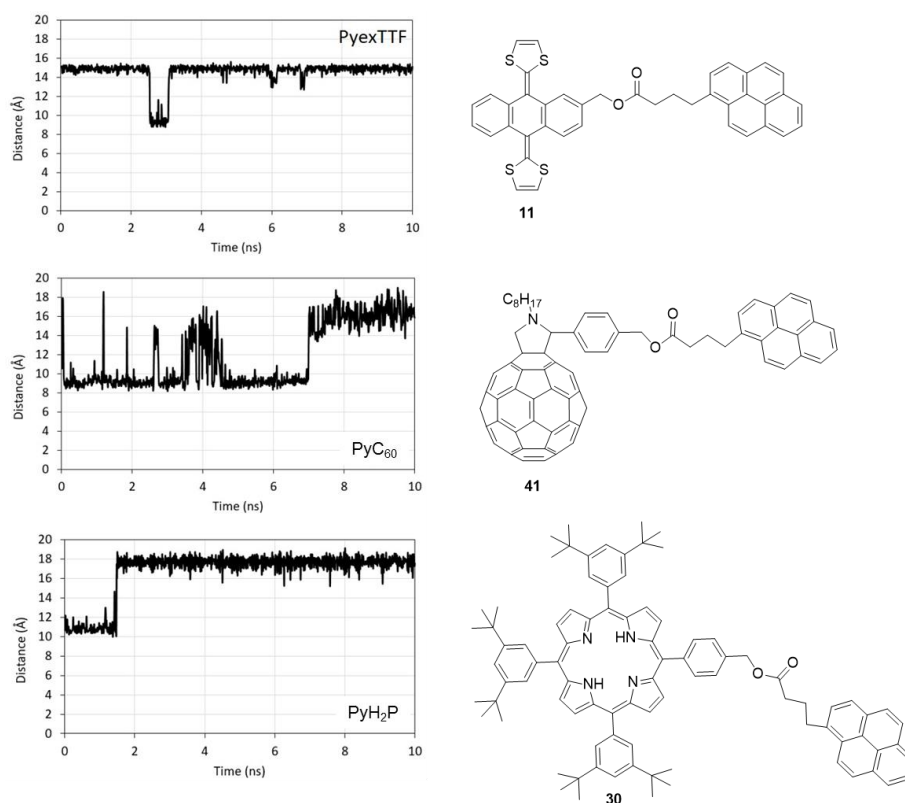 PyexTTF
Distance (Å)
20
18
16
14
12
10
8
6
4
2
0
0 2 4 6 8 10
Time (ns)
S S
O
O
S S
11
Distance (Å)
20
18
16
14
12
10
8
6
4
2
0
PyC₆₀
0 2 4 6 8 10
Time (ns)
C₈H₁₇
N
O
O
41
Distance (Å)
20
18
16
14
12
10
8
6
4
2
0
PyH₂P
0 2 4 6 8 10
Time (ns)
N HN
O
NH N
O
30